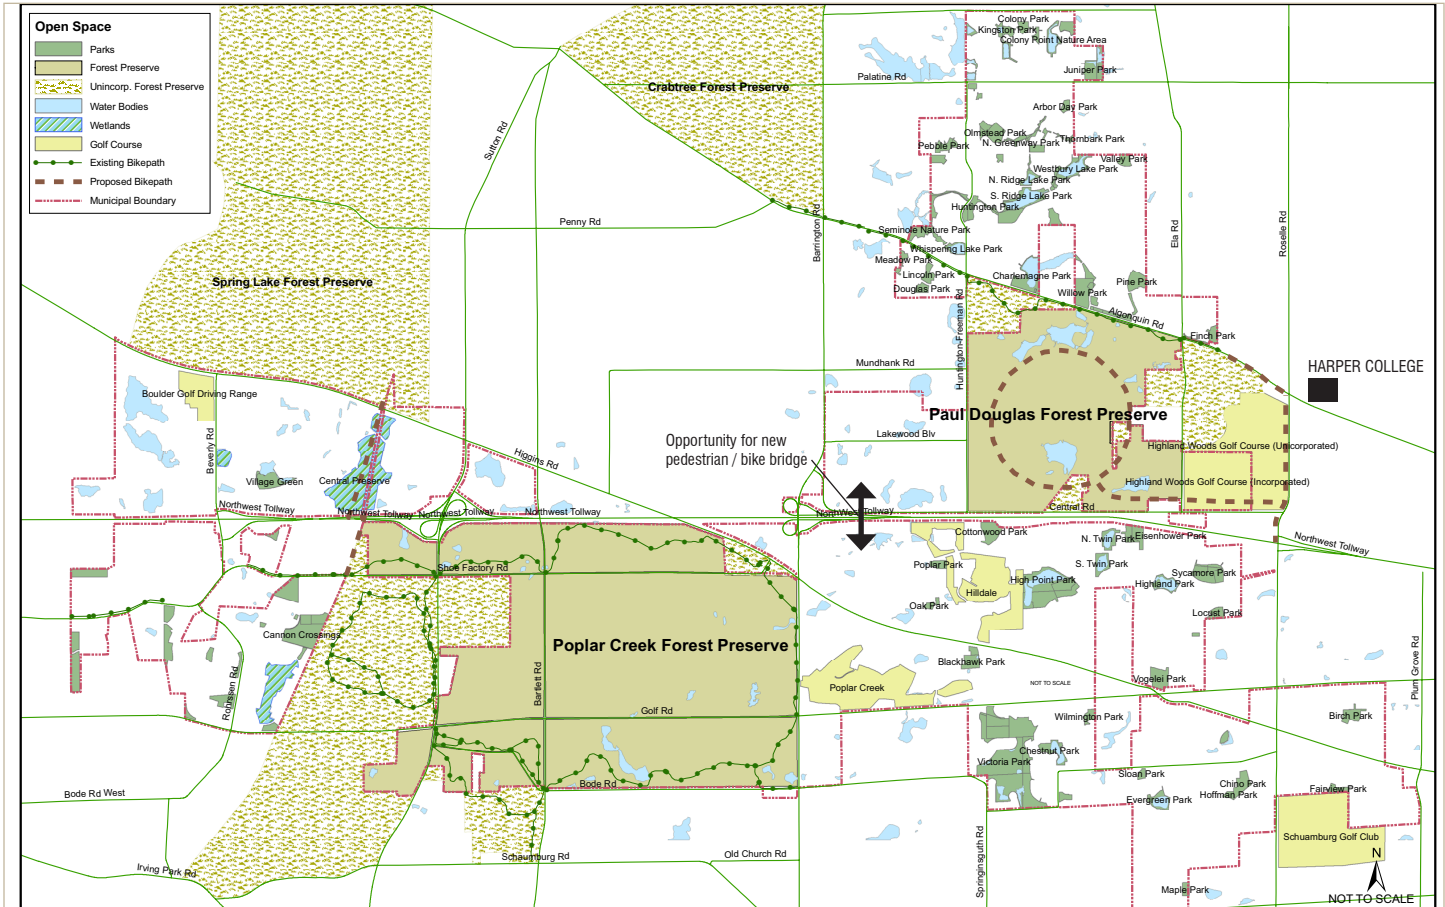 Open Space
Parks
Forest Preserve
Unincorp. Forest Preserve
Water Bodies
Wetlands
Golf Course
Existing Bikepath
Proposed Bikepath
Municipal Boundary
Colony Park
Kingston Park
Colony Point Nature Area
Juniper Park
Palatine Rd
Crabtree Forest Preserve
Arbor Day Park
Sutton Rd
Olmstead Park
Thornbark Park
N. Greenway Park
Pebble Park
Valley Park
Westbury Lake Park
N. Ridge Lake Park
S. Ridge Lake Park
Huntington Park
Penny Rd
Barrington Rd
Ela Rd
Roselle Rd
Seminole Nature Park
Whispering Lake Park
Meadow Park
Lincoln Park
Douglas Park
Charlemagne Park
Willow Park
Pine Park
Spring Lake Forest Preserve
Huntington-Freeman Rd
Algonquin Rd
Finch Park
Mundhank Rd
HARPER COLLEGE
Boulder Golf Driving Range
Paul Douglas Forest Preserve
Beverly Rd
Opportunity for new
pedestrian / bike bridge
Lakewood Blv
Highland Woods Golf Course (Unicorporated)
Higgins Rd
Village Green
Central Preserve
Highland Woods Golf Course (Incorporated)
Northwest Tollway
Northwest Tollway
Northwest Tollway
Northwest Tollway
NorthWest Tollway
Central Rd
Northwest Tollway
Cottonwood Park
N. Twin Park
Eisenhower Park
Shoe Factory Rd
Poplar Park
S. Twin Park
High Point Park
Sycamore Park
Highland Park
Hilldale
Oak Park
Locust Park
Cannon Crossings
Poplar Creek Forest Preserve
Blackhawk Park
Plum Grove Rd
Rohrssen Rd
Bartlett Rd
Poplar Creek
NOT TO SCALE
Vogelei Park
Golf Rd
Wilmington Park
Birch Park
Chestnut Park
Victoria Park
Sloan Park
Bode Rd
Chino Park
Hoffman Park
Fairview Park
Bode Rd West
Evergreen Park
Springinsguth Rd
Schuamburg Golf Club
Schaumburg Rd
Old Church Rd
Irving Park Rd
N
Maple Park
NOT TO SCALE